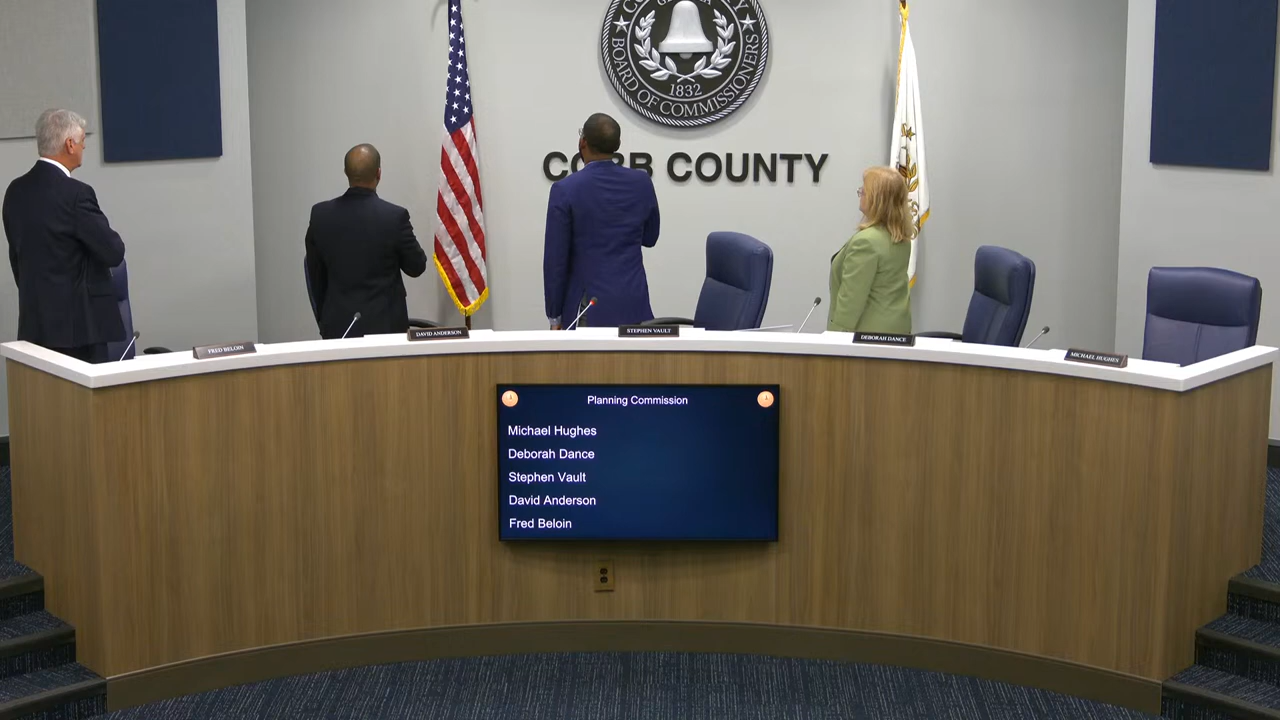 BOARD OF COMMISSIONERS
1832
COBB COUNTY
FRED BELOIN
DAVID ANDERSON
STEPHEN VAULT
DEBORAH DANCE
MICHAEL HUGHES
Planning Commission
Michael Hughes
Deborah Dance
Stephen Vault
David Anderson
Fred Beloin